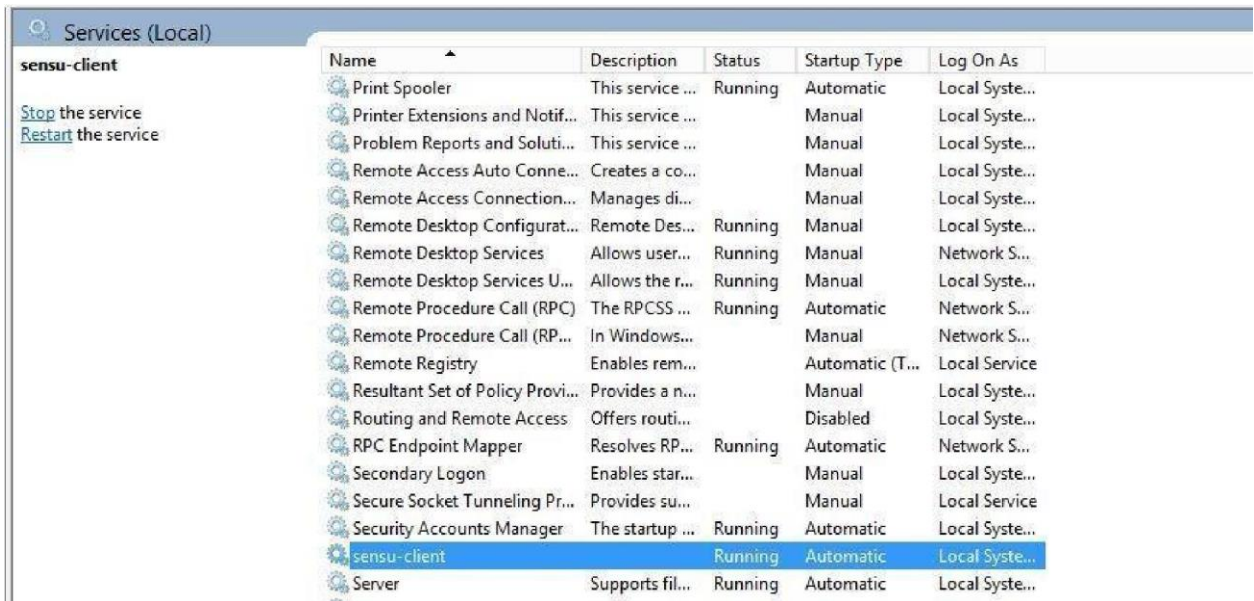 Services (Local)
sensu-client
Stop the service
Restart the service
Name Description Status Startup Type Log On As
Print Spooler This service ... Running Automatic Local Syste...
Printer Extensions and Notif... This service ... Manual Local Syste...
Problem Reports and Soluti... This service ... Manual Local Syste...
Remote Access Auto Conne... Creates a co... Manual Local Syste...
Remote Access Connection... Manages di... Manual Local Syste...
Remote Desktop Configurat... Remote Des... Running Manual Local Syste...
Remote Desktop Services Allows user... Running Manual Network S...
Remote Desktop Services U... Allows the r... Running Manual Local Syste...
Remote Procedure Call (RPC) The RPCSS ... Running Automatic Network S...
Remote Procedure Call (RP... In Windows... Manual Network S...
Remote Registry Enables rem... Automatic (T... Local Service
Resultant Set of Policy Provi... Provides a n... Manual Local Syste...
Routing and Remote Access Offers routi... Disabled Local Syste...
RPC Endpoint Mapper Resolves RP... Running Automatic Network S...
Secondary Logon Enables star... Manual Local Syste...
Secure Socket Tunneling Pr... Provides su... Manual Local Service
Security Accounts Manager The startup ... Running Automatic Local Syste...
sensu-client Running Automatic Local Syste...
Server Supports fil... Running Automatic Local Syste...